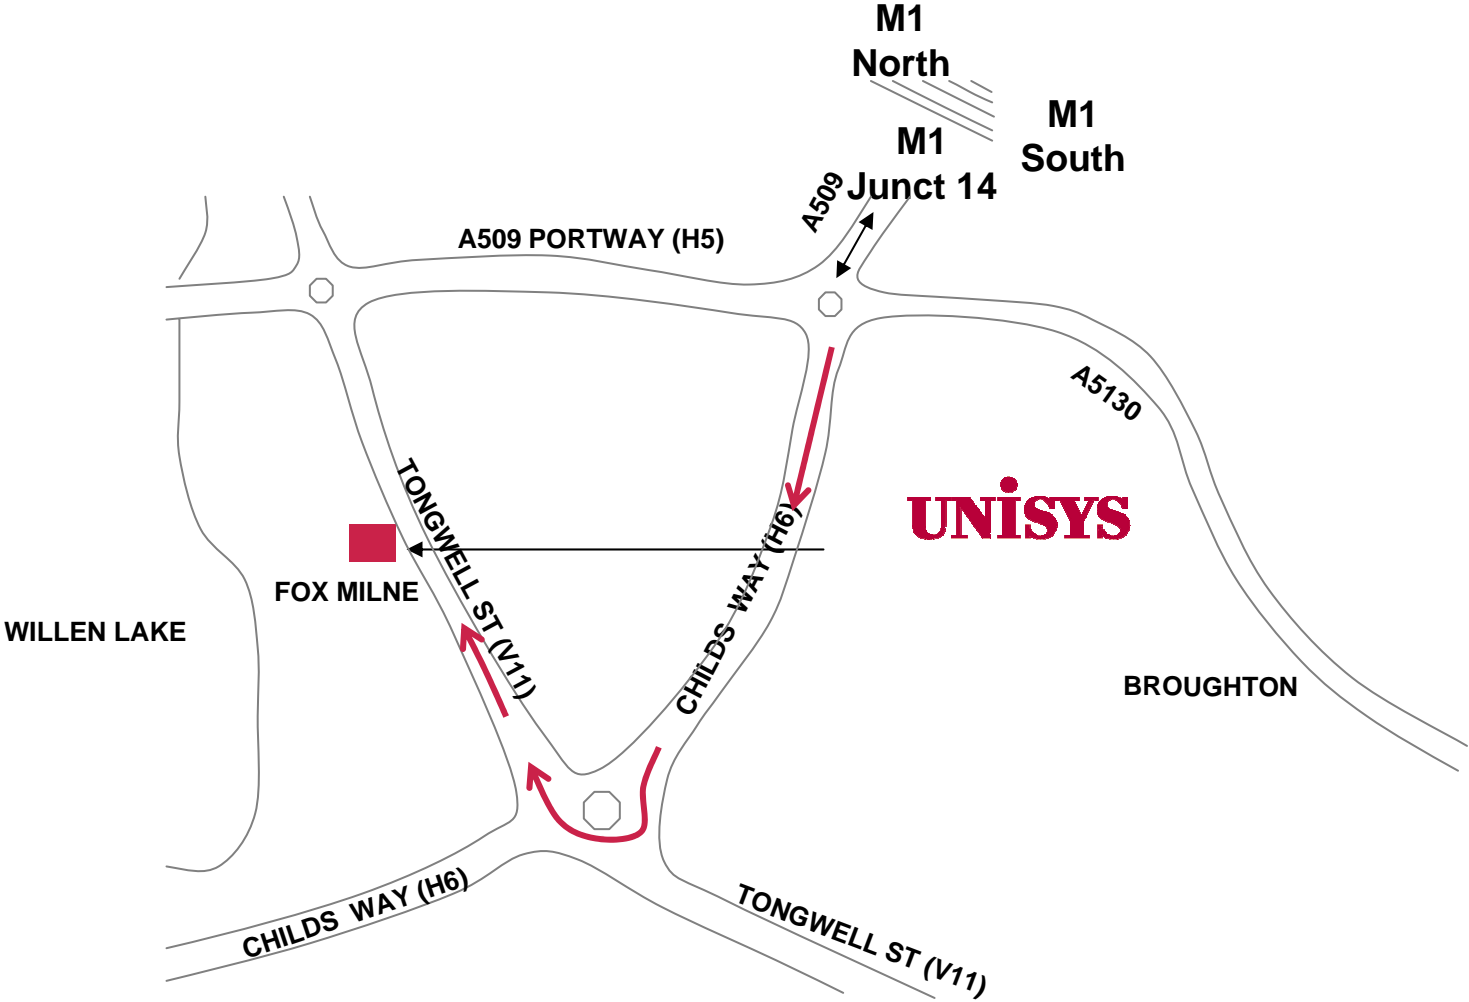 M1
North
M1
South
M1
Junct 14
A509
A509 PORTWAY (H5)
A5130
UNISYS
TONGWELL ST (V11)
CHILDS WAY (H6)
FOX MILNE
WILLEN LAKE
BROUGHTON
CHILDS WAY (H6)
TONGWELL ST (V11)